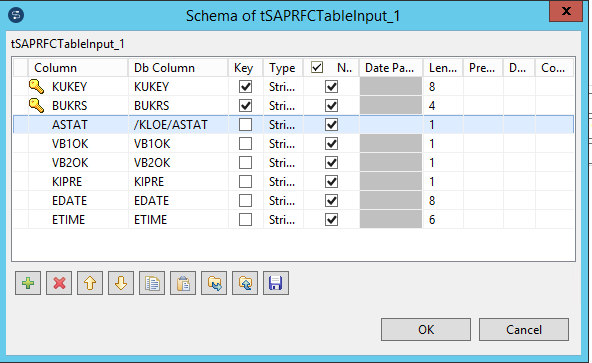 Schema of tSAPRFCTableInput_1
X
tSAPRFCTableInput_1
Column Db Column Key Type N.. Date Pa... Len... Pre... D... Co...
KUKEY KUKEY Stri... 8
BUKRS BUKRS Stri... 4
ASTAT /KLOE/ASTAT Stri... 1
VB1OK VB1OK Stri... 1
VB2OK VB2OK Stri... 1
KIPRE KIPRE Stri... 1
EDATE EDATE Stri... 8
ETIME ETIME Stri... 6
OK Cancel